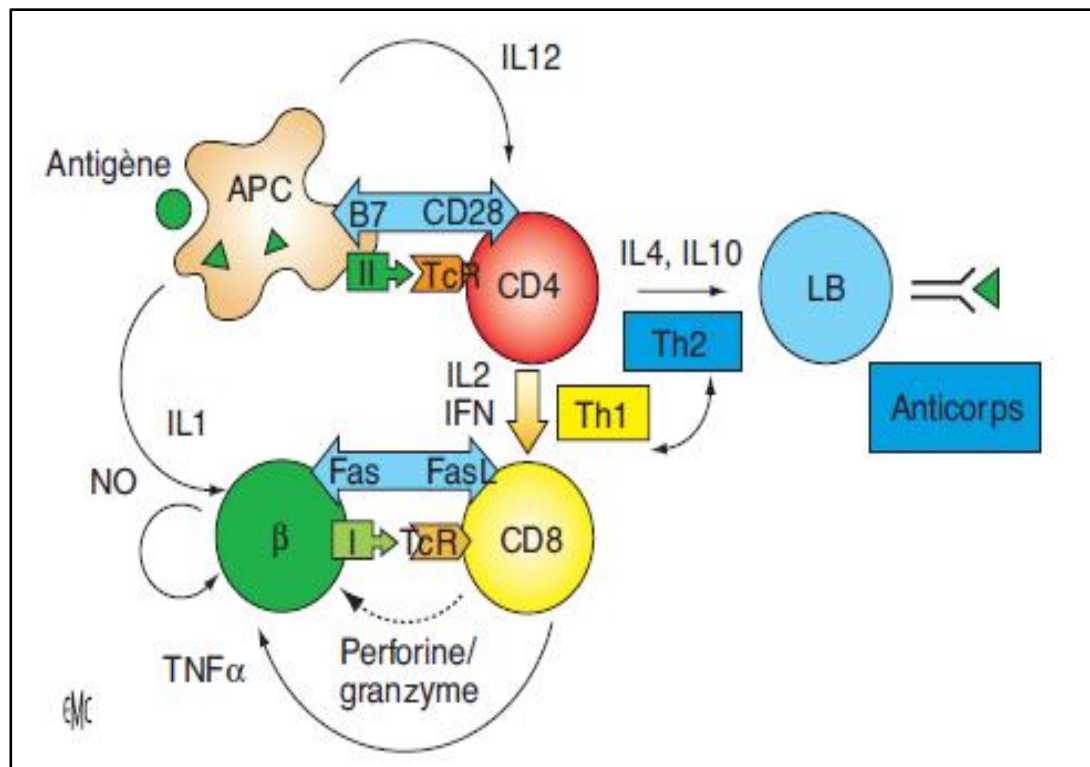 IL12
Antigène
APC
B7 CD28
II TcR
CD4
IL4, IL10
LB
Th2
IL2
IFN
Th1
Anticorps
IL1
NO
Fas FasL
β
I TcR
CD8
Perforine/
granzyme
TNFα
EMC